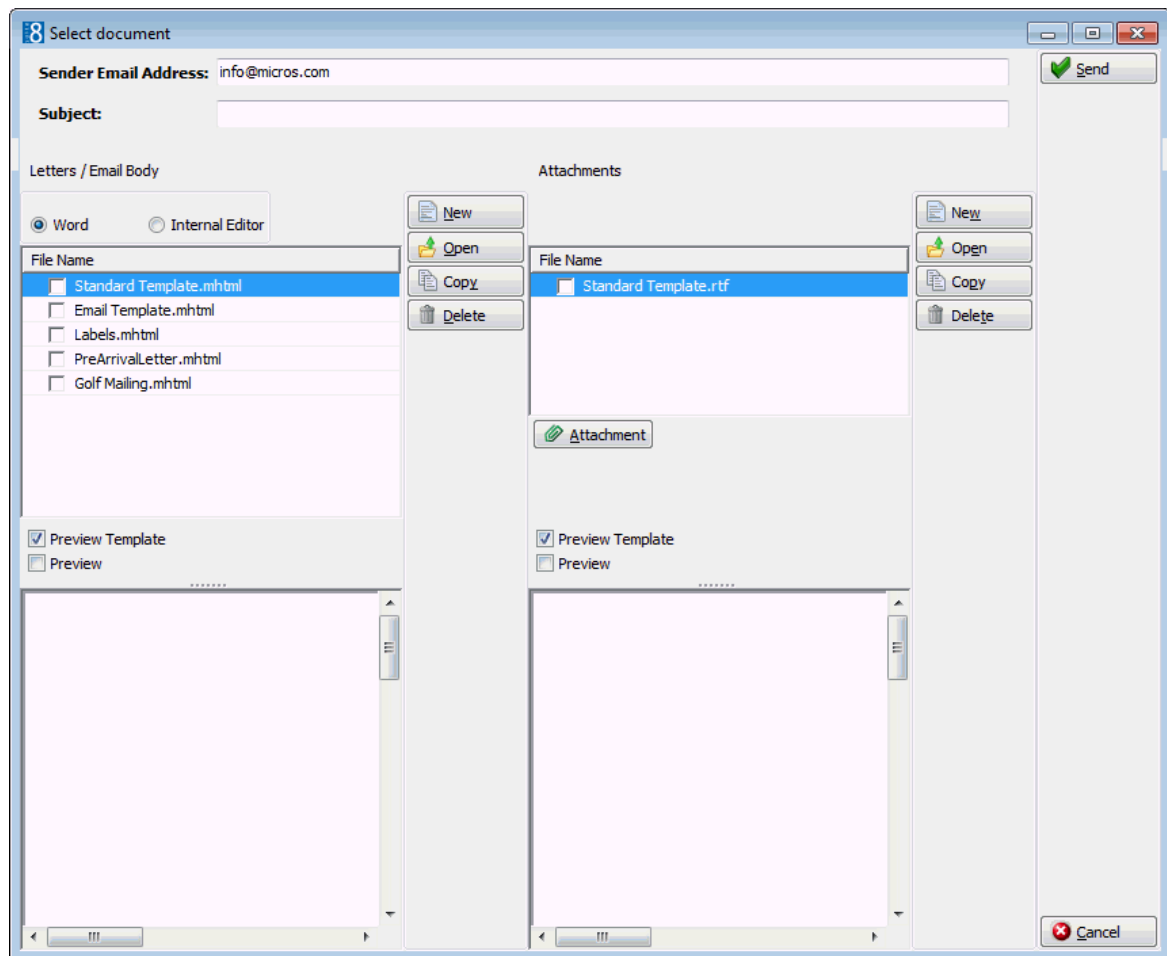 8 Select document
Sender Email Address: info@micros.com
Send
Subject:
Letters / Email Body
Attachments
Word
Internal Editor
New
Open
Copy
Delete
File Name
Standard Template.mhtml
Email Template.mhtml
Labels.mhtml
PreArrivalLetter.mhtml
Golf Mailing.mhtml
Preview Template
Preview
New
Open
Copy
Delete
File Name
Standard Template.rtf
Attachment
Preview Template
Preview
Cancel